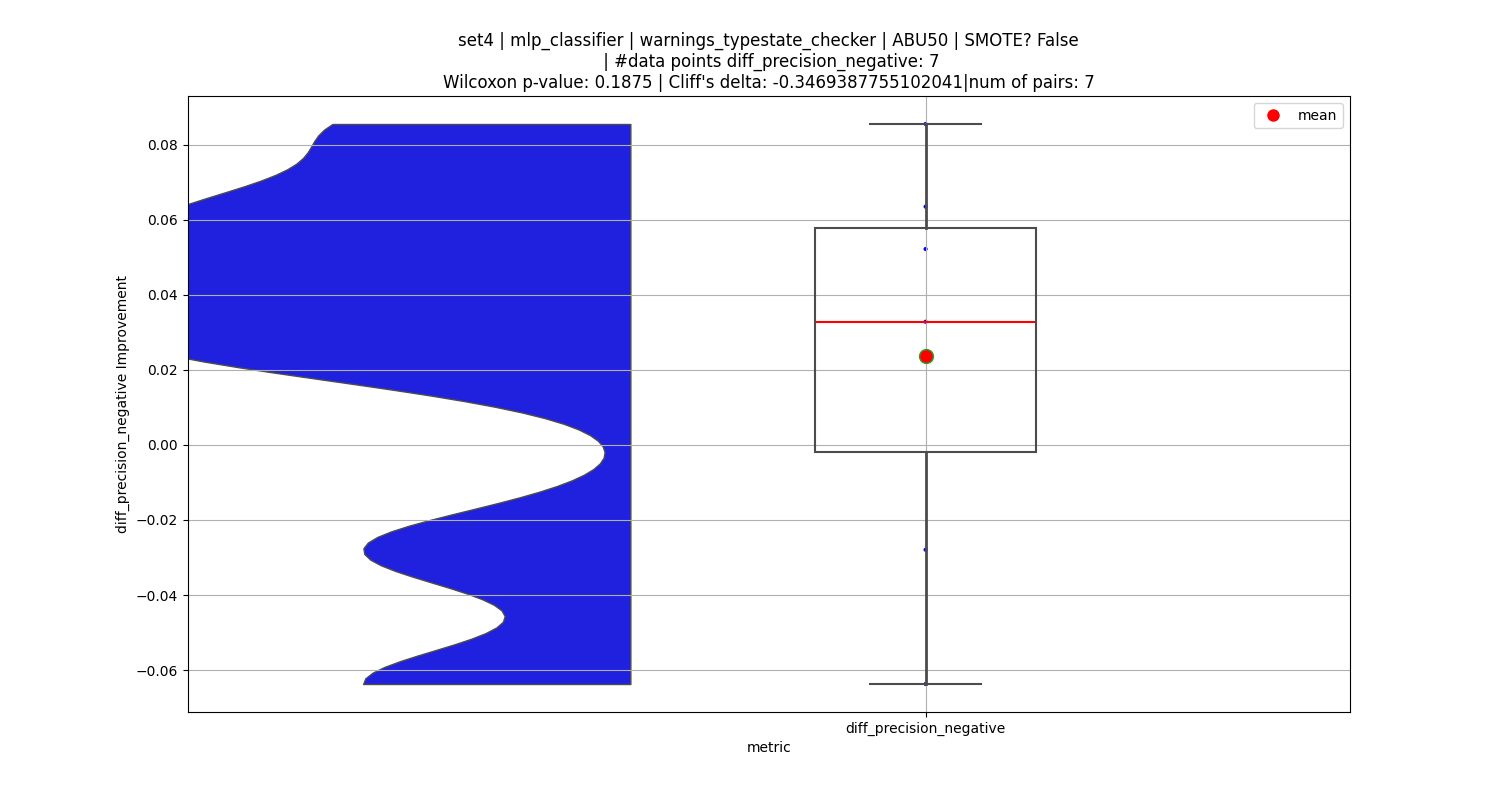 set4 | mlp_classifier | warnings_typestate_checker | ABU50 | SMOTE? False
| #data points diff_precision_negative: 7
Wilcoxon p-value: 0.1875 | Cliff's delta: -0.3469387755102041|num of pairs: 7
mean
0.08
0.06
0.04
0.02
0.00
−0.02
−0.04
−0.06
diff_precision_negative Improvement
diff_precision_negative
metric